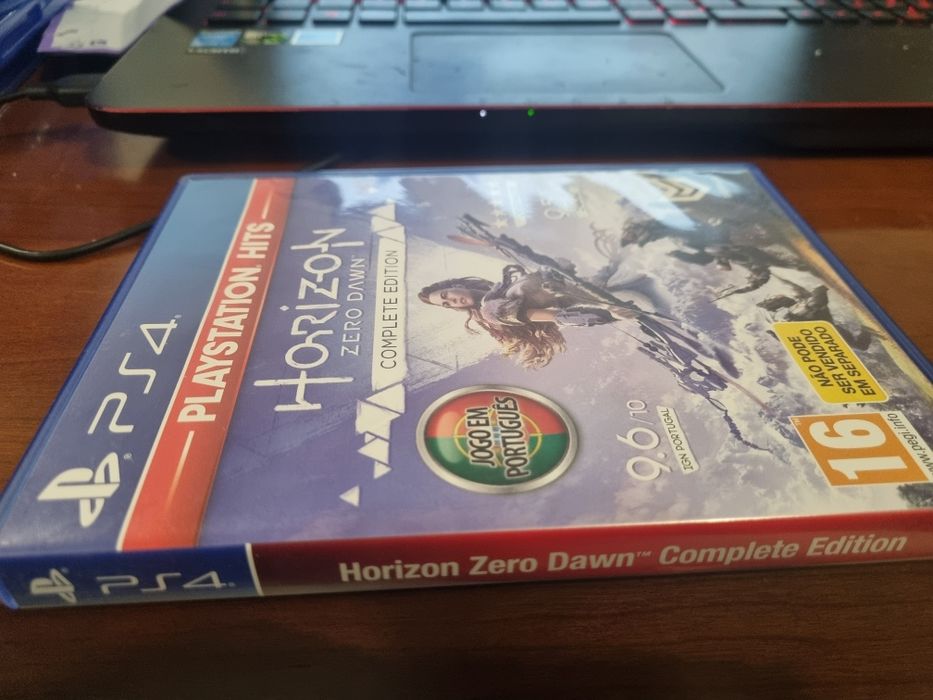 PS4
PLAYSTATION HITS
HORIZON
ZERO DAWN™
COMPLETE EDITION
JOGO EM
PORTUGUÊS
9.6/10
IGN PORTUGAL
NÃO PODE
SER VENDIDO
EM SEPARADO
16
www.pegi.info
PS4
Horizon Zero Dawn™ Complete Edition